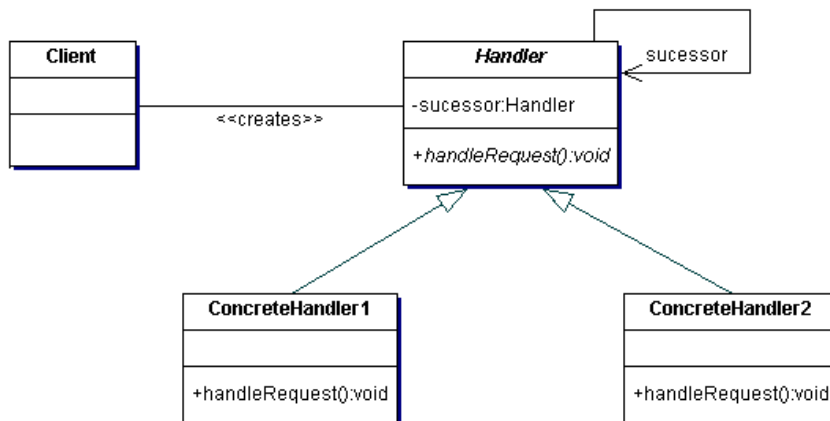 Client
Handler
sucessor
-sucessor:Handler
<<creates>>
+handleRequest():void
ConcreteHandler1
ConcreteHandler2
+handleRequest():void
+handleRequest():void